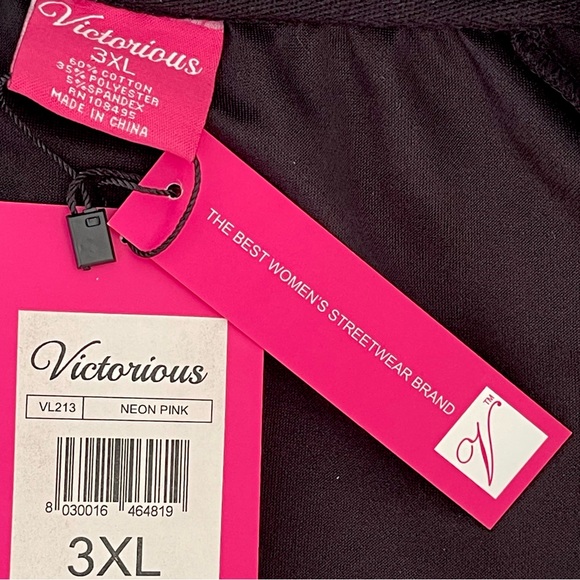 Victorious
3XL
60% COTTON
35% POLYESTER
5% SPANDEX
RN108495
MADE IN CHINA
THE BEST WOMEN'S STREETWEAR BRAND
V™
Victorious
VL213 NEON PINK
8 030016 464819
3XL